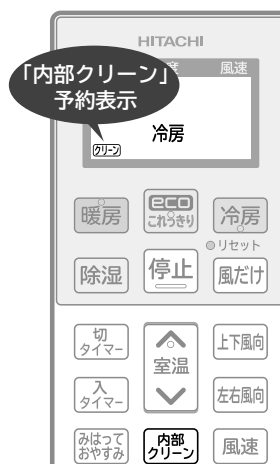 HITACHI
「内部クリーン」
予約表示
度
風速
冷房
クリーン
暖房
eco
これっきり
冷房
リセット
除湿
停止
風だけ
切
タイマー
室温
上下風向
入
タイマー
左右風向
みはって
おやすみ
内部
クリーン
風速